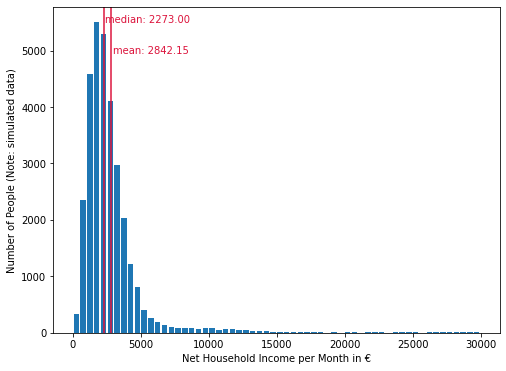 median: 2273.00
mean: 2842.15
5000
4000
3000
2000
1000
0
Number of People (Note: simulated data)
0 5000 10000 15000 20000 25000 30000
Net Household Income per Month in €